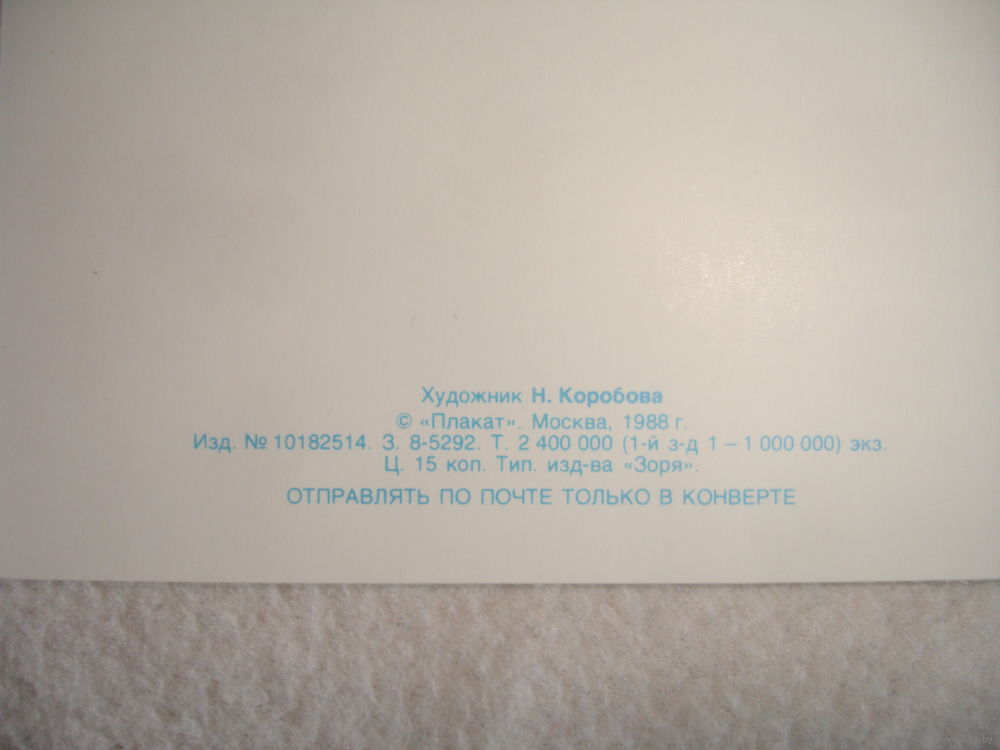 Художник Н. Коробова
© «Плакат». Москва, 1988 г.
Изд. № 10182514. З. 8-5292. Т. 2 400 000 (1-й з-д 1 – 1 000 000) экз.
Ц. 15 коп. Тип. изд-ва «Зоря».
ОТПРАВЛЯТЬ ПО ПОЧТЕ ТОЛЬКО В КОНВЕРТЕ